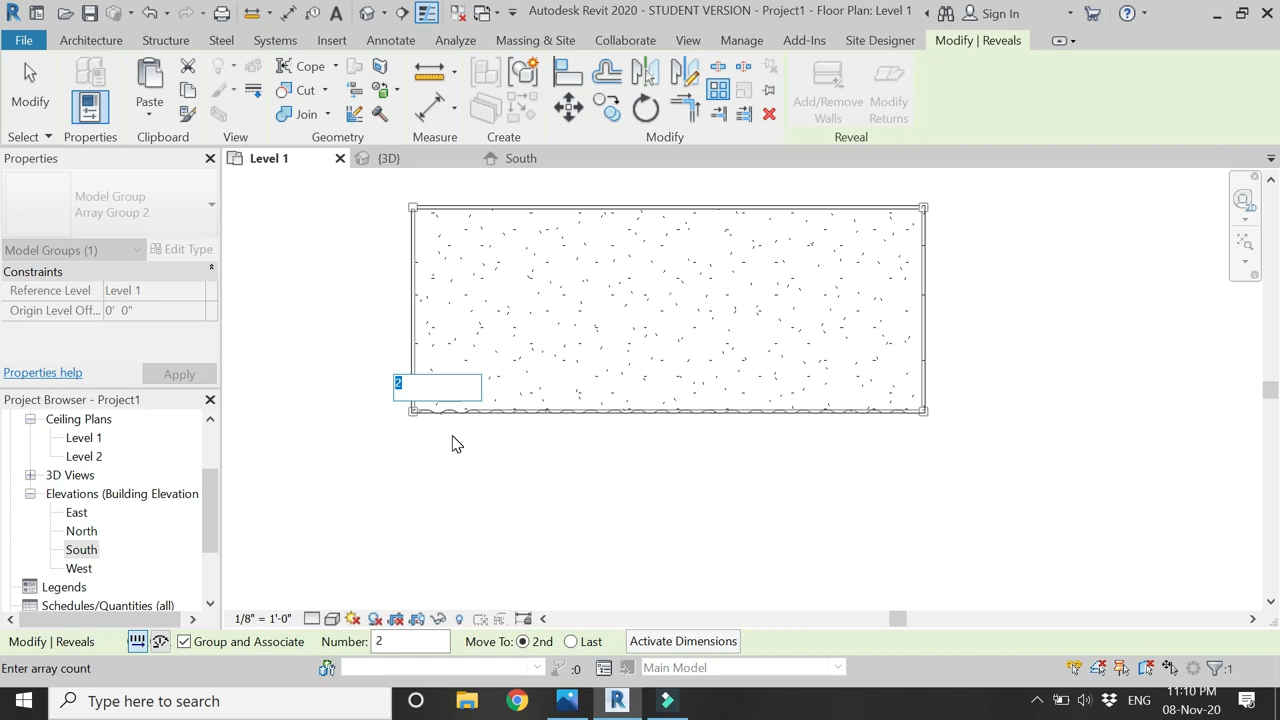 Autodesk Revit 2020 - STUDENT VERSION - Project1 - Floor Plan: Level 1
Sign In
File Architecture Structure Steel Systems Insert Annotate Analyze Massing & Site Collaborate View Manage Add-Ins Site Designer Modify | Reveals
Modify Paste Cope Cut Join Add/Remove Walls Modify Returns
Select Properties Clipboard View Geometry Measure Create Modify Reveal
Properties
Level 1 {3D} South
Model Group
Array Group 2
Model Groups (1) Edit Type
Constraints
Reference Level Level 1
Origin Level Off... 0' 0"
Properties help Apply
2
Project Browser - Project1
Ceiling Plans
Level 1
Level 2
3D Views
Elevations (Building Elevation
East
North
South
West
Legends
Schedules/Quantities (all)
1/8" = 1'-0"
Modify | Reveals Group and Associate Number: 2 Move To: 2nd Last Activate Dimensions
Enter array count :0 Main Model :1
Type here to search ENG 11:10 PM
08-Nov-20